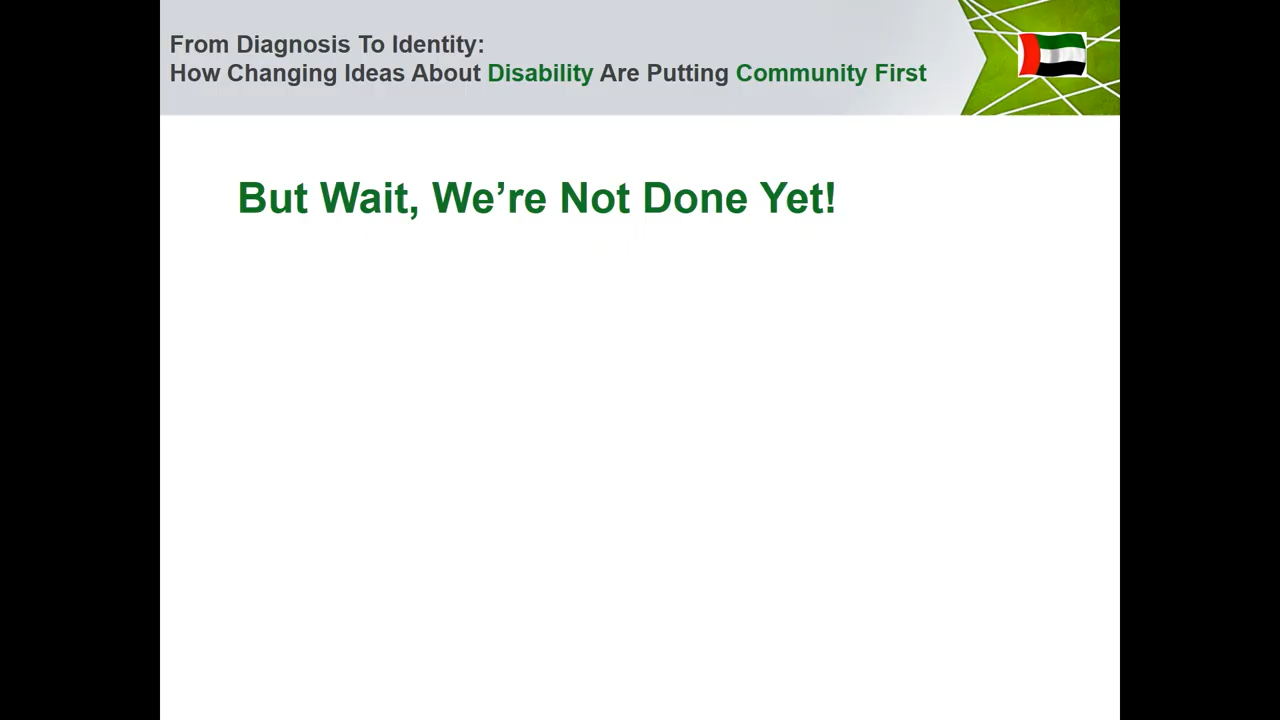 From Diagnosis To Identity:
How Changing Ideas About Disability Are Putting Community First
But Wait, We’re Not Done Yet!